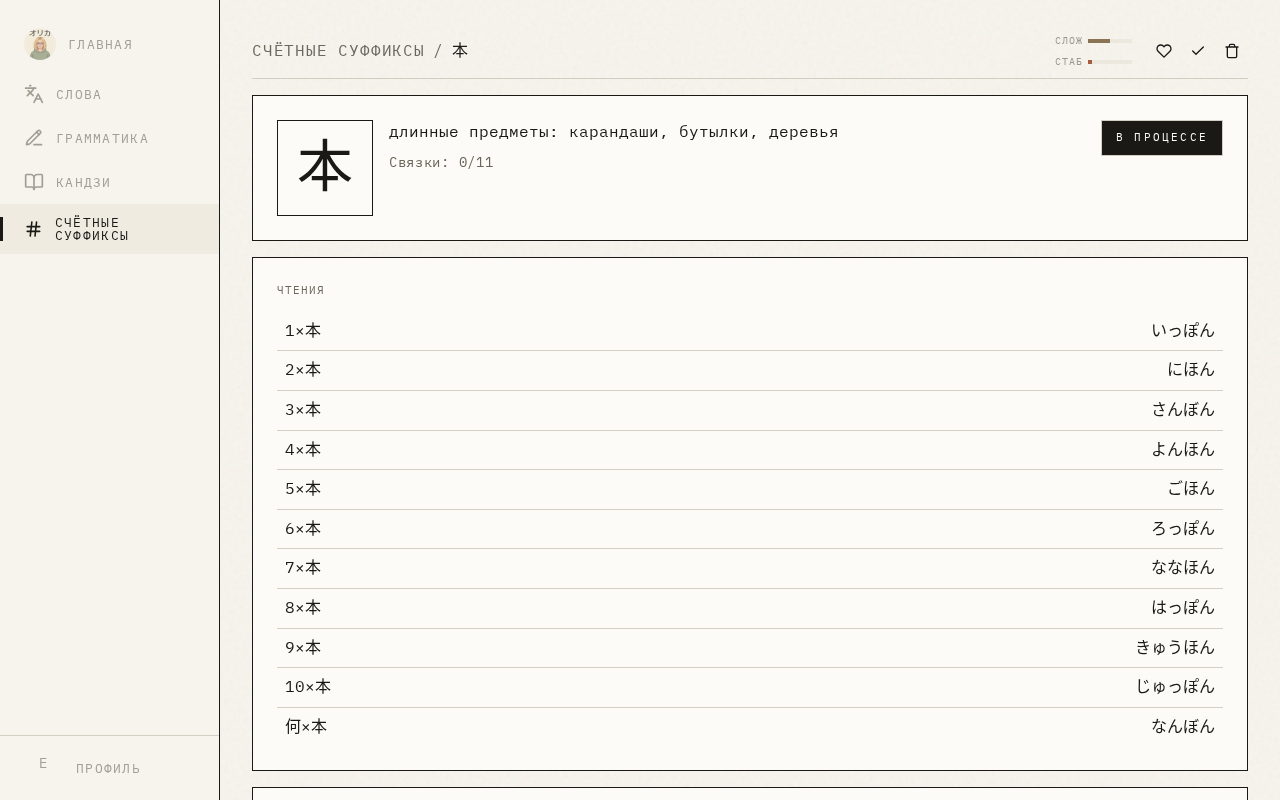 オリカ
ГЛАВНАЯ
СЛОВА
ГРАММАТИКА
КАНДЗИ
СЧЁТНЫЕ
СУФФИКСЫ
Е
ПРОФИЛЬ
СЧЁТНЫЕ СУФФИКСЫ / 本
СЛОЖ
СТАБ
本
длинные предметы: карандаши, бутылки, деревья
Связки: 0/11
В ПРОЦЕССЕ
ЧТЕНИЯ
1×本 いっぽん
2×本 にほん
3×本 さんぼん
4×本 よんほん
5×本 ごほん
6×本 ろっぽん
7×本 ななほん
8×本 はっぽん
9×本 きゅうほん
10×本 じゅっぽん
何×本 なんぼん